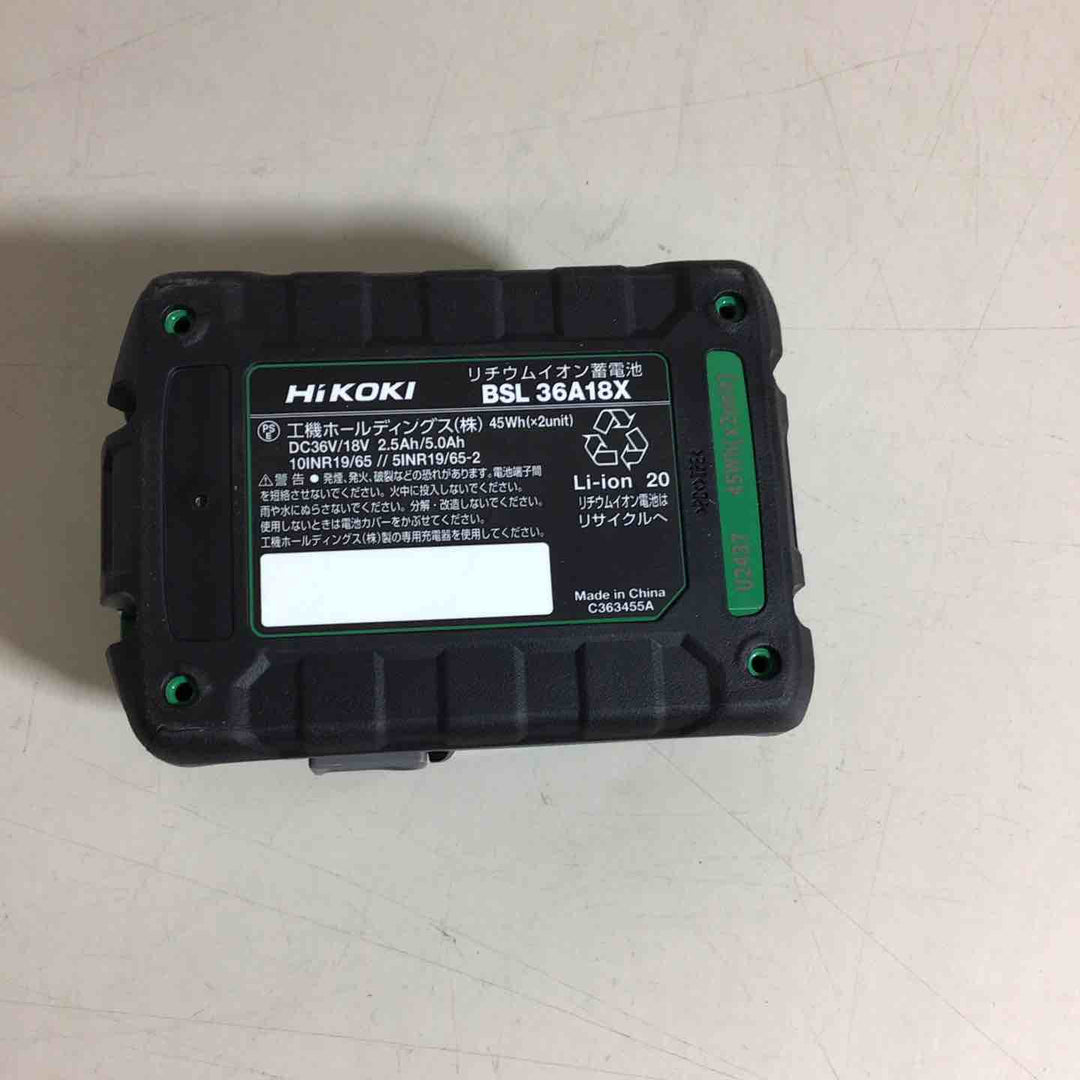 HiKOKI
リチウムイオン蓄電池
BSL 36A18X
PS
E
工機ホールディングス(株) 45Wh(×2unit)
DC36V/18V 2.5Ah/5.0Ah
10INR19/65 // 5INR19/65-2
⚠警告 ● 発煙、発火、破裂などの恐れがあります。電池端子間
を短絡させないでください。火中に投入しないでください。
雨や水にぬらさないでください。分解・改造しないでください。
使用しないときは電池カバーをかぶせてください。
工機ホールディングス(株)製の専用充電器を使用してください。
Li-ion 20
リチウムイオン電池は
リサイクルへ
Made in China
C363455A
U2437 45Wh(×2unit)